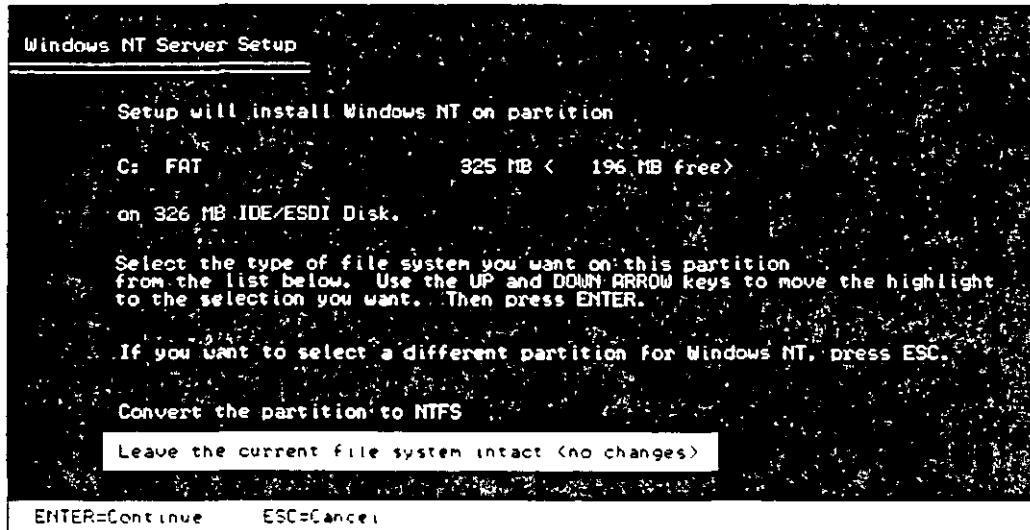 Windows NT Server Setup
Setup will install Windows NT on partition
C: FAT 325 MB < 196 MB free>
on 326 MB IDE/ESDI Disk.
Select the type of file system you want on this partition
from the list below. Use the UP and DOWN ARROW keys to move the highlight
to the selection you want. Then press ENTER.
If you want to select a different partition for Windows NT, press ESC.
Convert the partition to NTFS
Leave the current file system intact <no changes>
ENTER=Continue ESC=Cancel